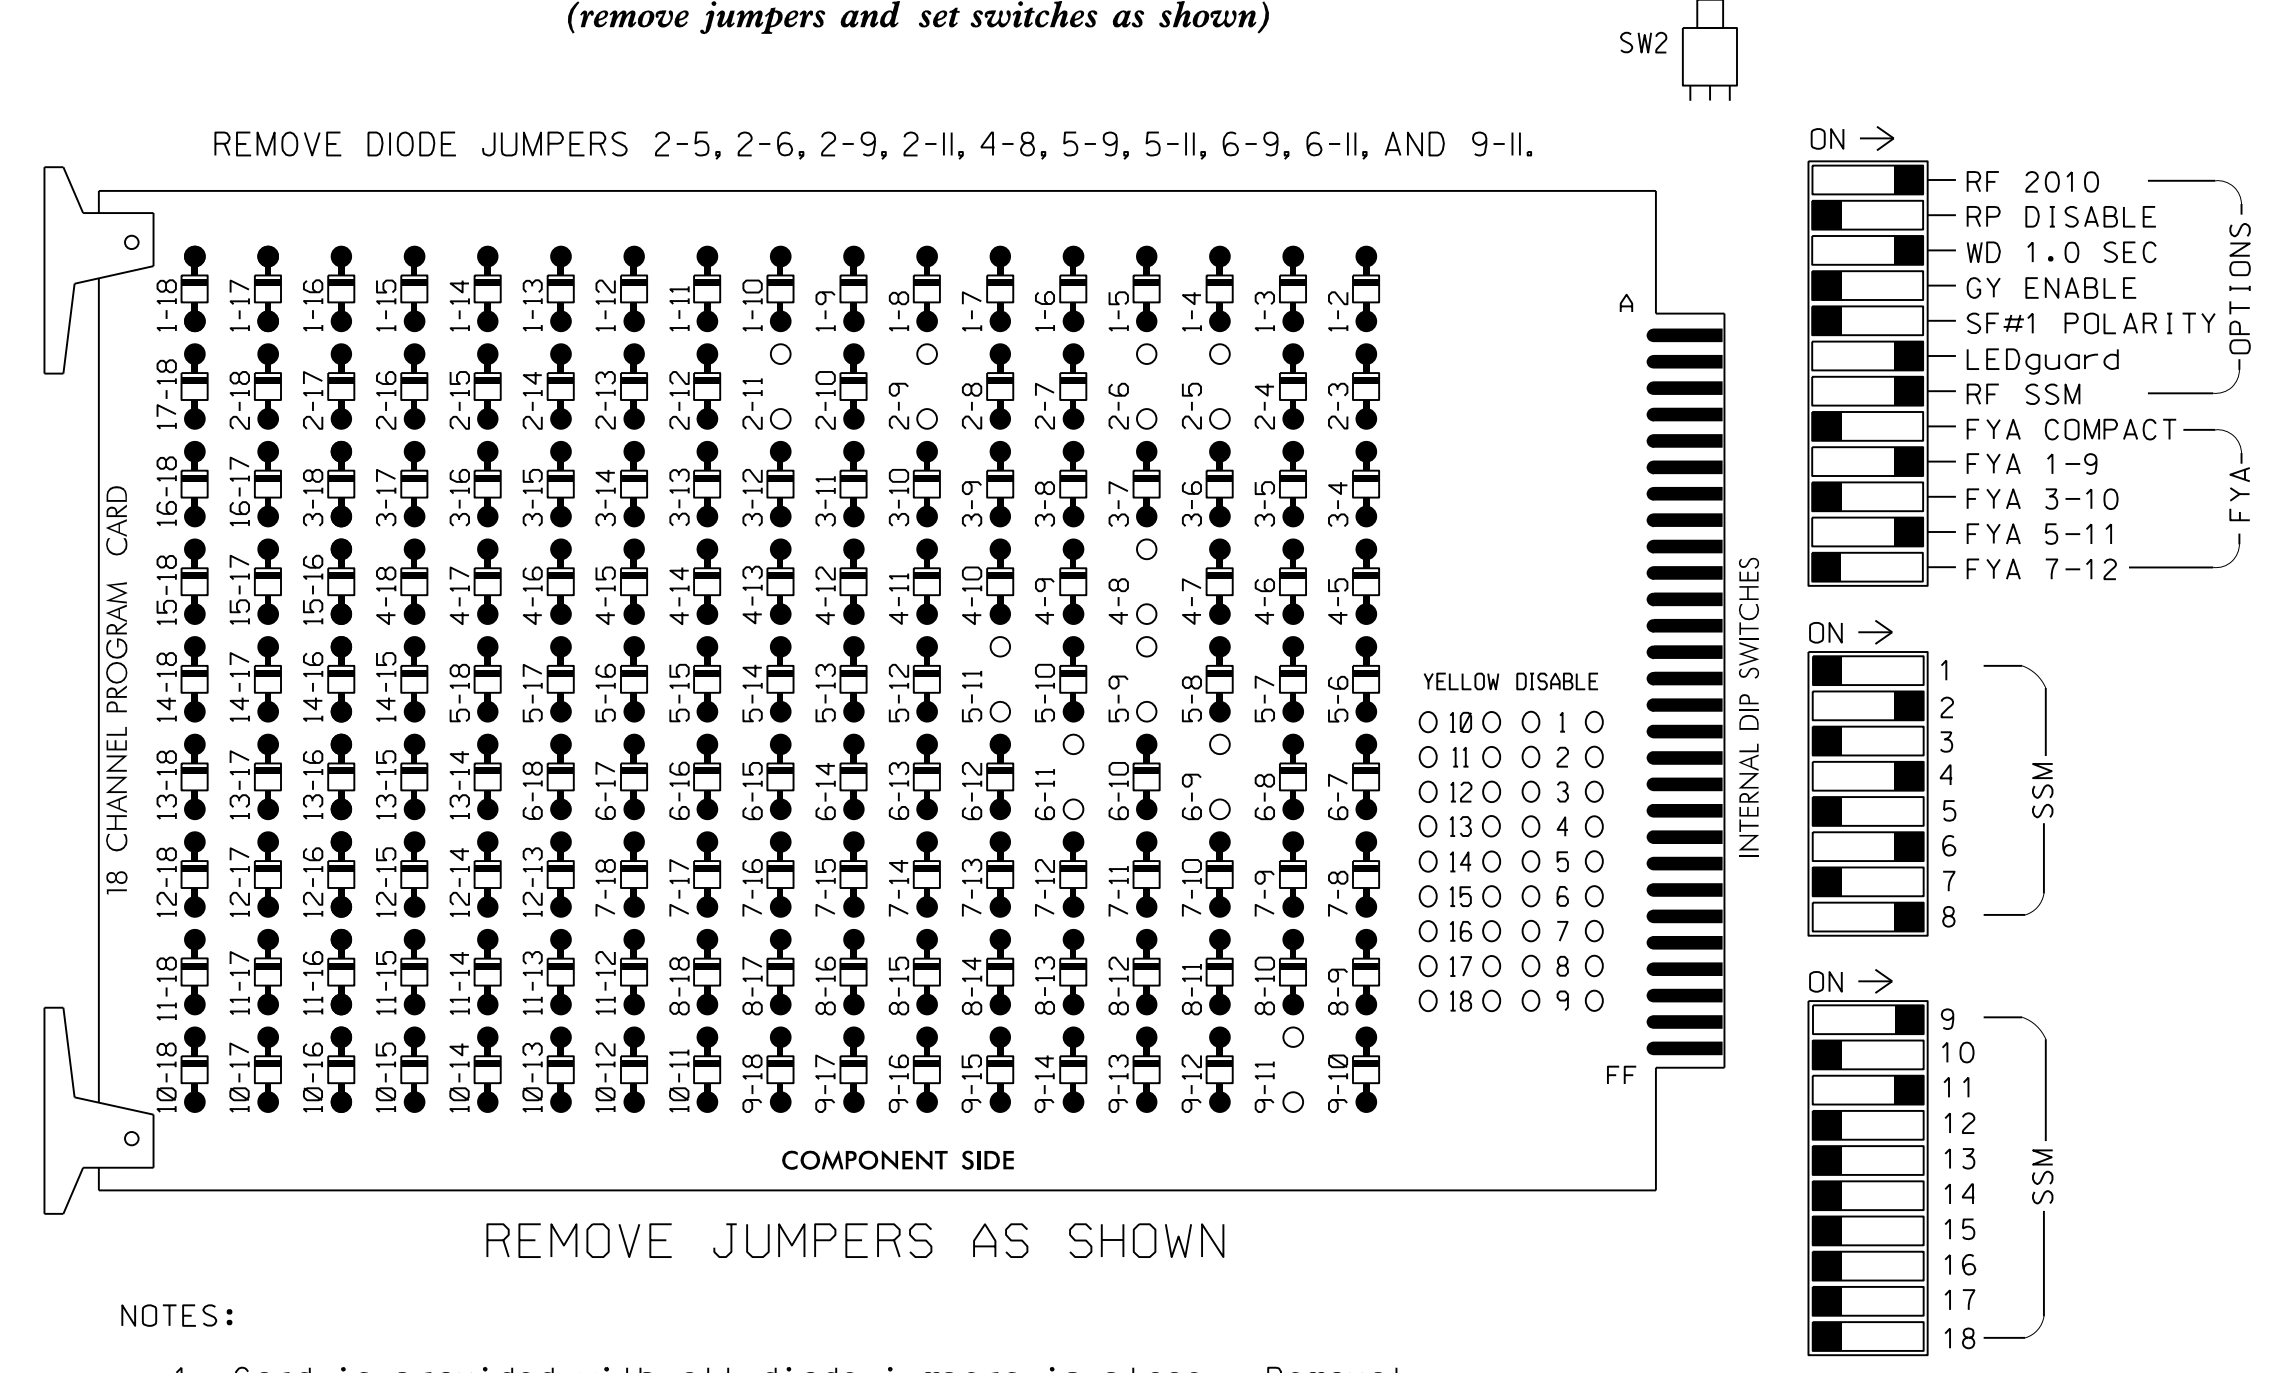 (remove jumpers and set switches as shown)
SW2
REMOVE DIODE JUMPERS 2-5, 2-6, 2-9, 2-11, 4-8, 5-9, 5-11, 6-9, 6-11, AND 9-11.
18 CHANNEL PROGRAM CARD
1-18 1-17 1-16 1-15 1-14 1-13 1-12 1-11 1-10 1-9 1-8 1-7 1-6 1-5 1-4 1-3 1-2
17-18 2-18 2-17 2-16 2-15 2-14 2-13 2-12 2-11 2-10 2-9 2-8 2-7 2-6 2-5 2-4 2-3
16-18 16-17 3-18 3-17 3-16 3-15 3-14 3-13 3-12 3-11 3-10 3-9 3-8 3-7 3-6 3-5 3-4
15-18 15-17 15-16 4-18 4-17 4-16 4-15 4-14 4-13 4-12 4-11 4-10 4-9 4-8 4-7 4-6 4-5
14-18 14-17 14-16 14-15 5-18 5-17 5-16 5-15 5-14 5-13 5-12 5-11 5-10 5-9 5-8 5-7 5-6
13-18 13-17 13-16 13-15 13-14 6-18 6-17 6-16 6-15 6-14 6-13 6-12 6-11 6-10 6-9 6-8 6-7
12-18 12-17 12-16 12-15 12-14 12-13 7-18 7-17 7-16 7-15 7-14 7-13 7-12 7-11 7-10 7-9 7-8
11-18 11-17 11-16 11-15 11-14 11-13 11-12 8-18 8-17 8-16 8-15 8-14 8-13 8-12 8-11 8-10 8-9
10-18 10-17 10-16 10-15 10-14 10-13 10-12 10-11 9-18 9-17 9-16 9-15 9-14 9-13 9-12 9-11 9-10
COMPONENT SIDE
YELLOW DISABLE
10 1
11 2
12 3
13 4
14 5
15 6
16 7
17 8
18 9
A
FF
INTERNAL DIP SWITCHES
ON
RF 2010
RP DISABLE
WD 1.0 SEC
GY ENABLE
SF#1 POLARITY
LEDguard
RF SSM
OPTIONS
FYA COMPACT
FYA 1-9
FYA 3-10
FYA 5-11
FYA 7-12
FYA
ON
1
2
3
4
5
6
7
8
SSM
ON
9
10
11
12
13
14
15
16
17
18
SSM
REMOVE JUMPERS AS SHOWN
NOTES: